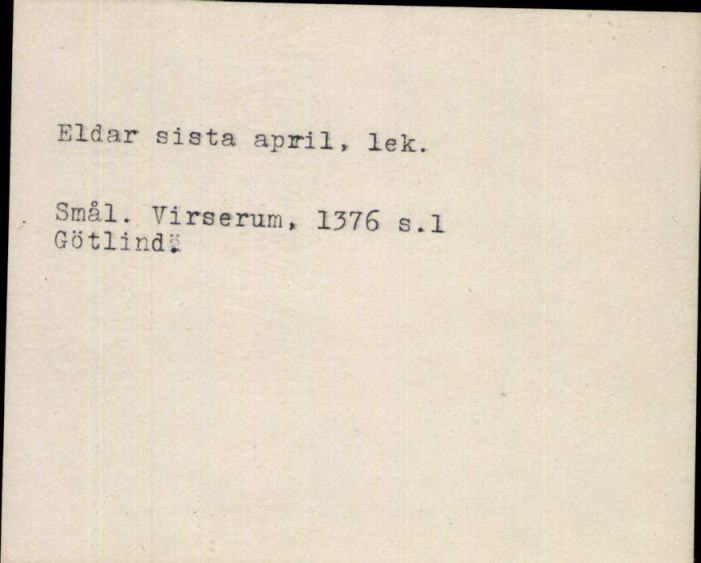 Eldar sista april, lek.
Smål. Virserum, 1376 s.1
Götlind.